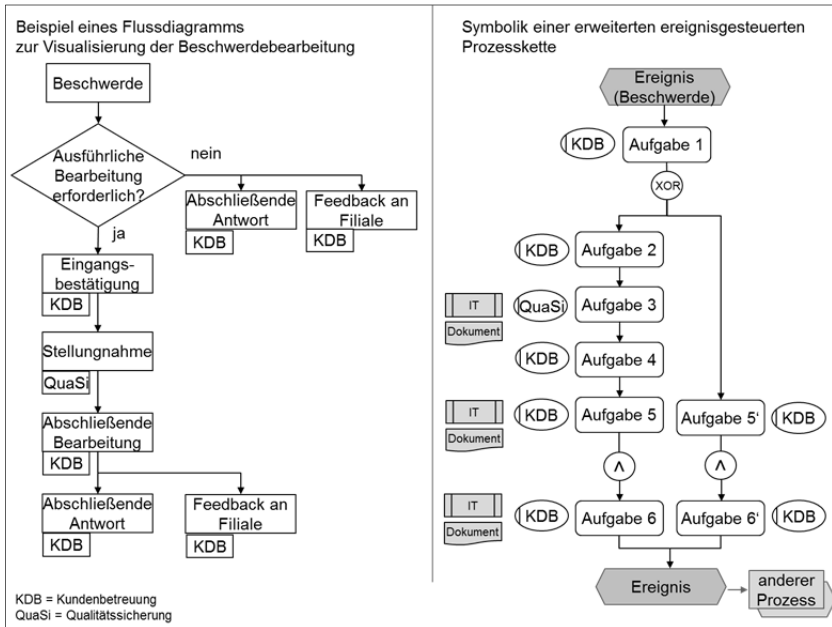 Beispiel eines Flussdiagramms
zur Visualisierung der Beschwerdebearbeitung
Beschwerde
Ausführliche
Bearbeitung
erforderlich?
nein
Abschließende
Antwort
KDB
Feedback an
Filiale
KDB
ja
Eingangs-
bestätigung
KDB
Stellungnahme
QuaSi
Abschließende
Bearbeitung
KDB
Abschließende
Antwort
KDB
Feedback an
Filiale
KDB
KDB = Kundenbetreuung
QuaSi = Qualitätssicherung
Symbolik einer erweiterten ereignisgesteuerten
Prozesskette
Ereignis
(Beschwerde)
KDB
Aufgabe 1
XOR
KDB
Aufgabe 2
IT
Dokument
QuaSi
Aufgabe 3
KDB
Aufgabe 4
IT
Dokument
KDB
Aufgabe 5
Aufgabe 5‘
KDB
∧
∧
IT
Dokument
KDB
Aufgabe 6
Aufgabe 6‘
KDB
Ereignis
anderer
Prozess